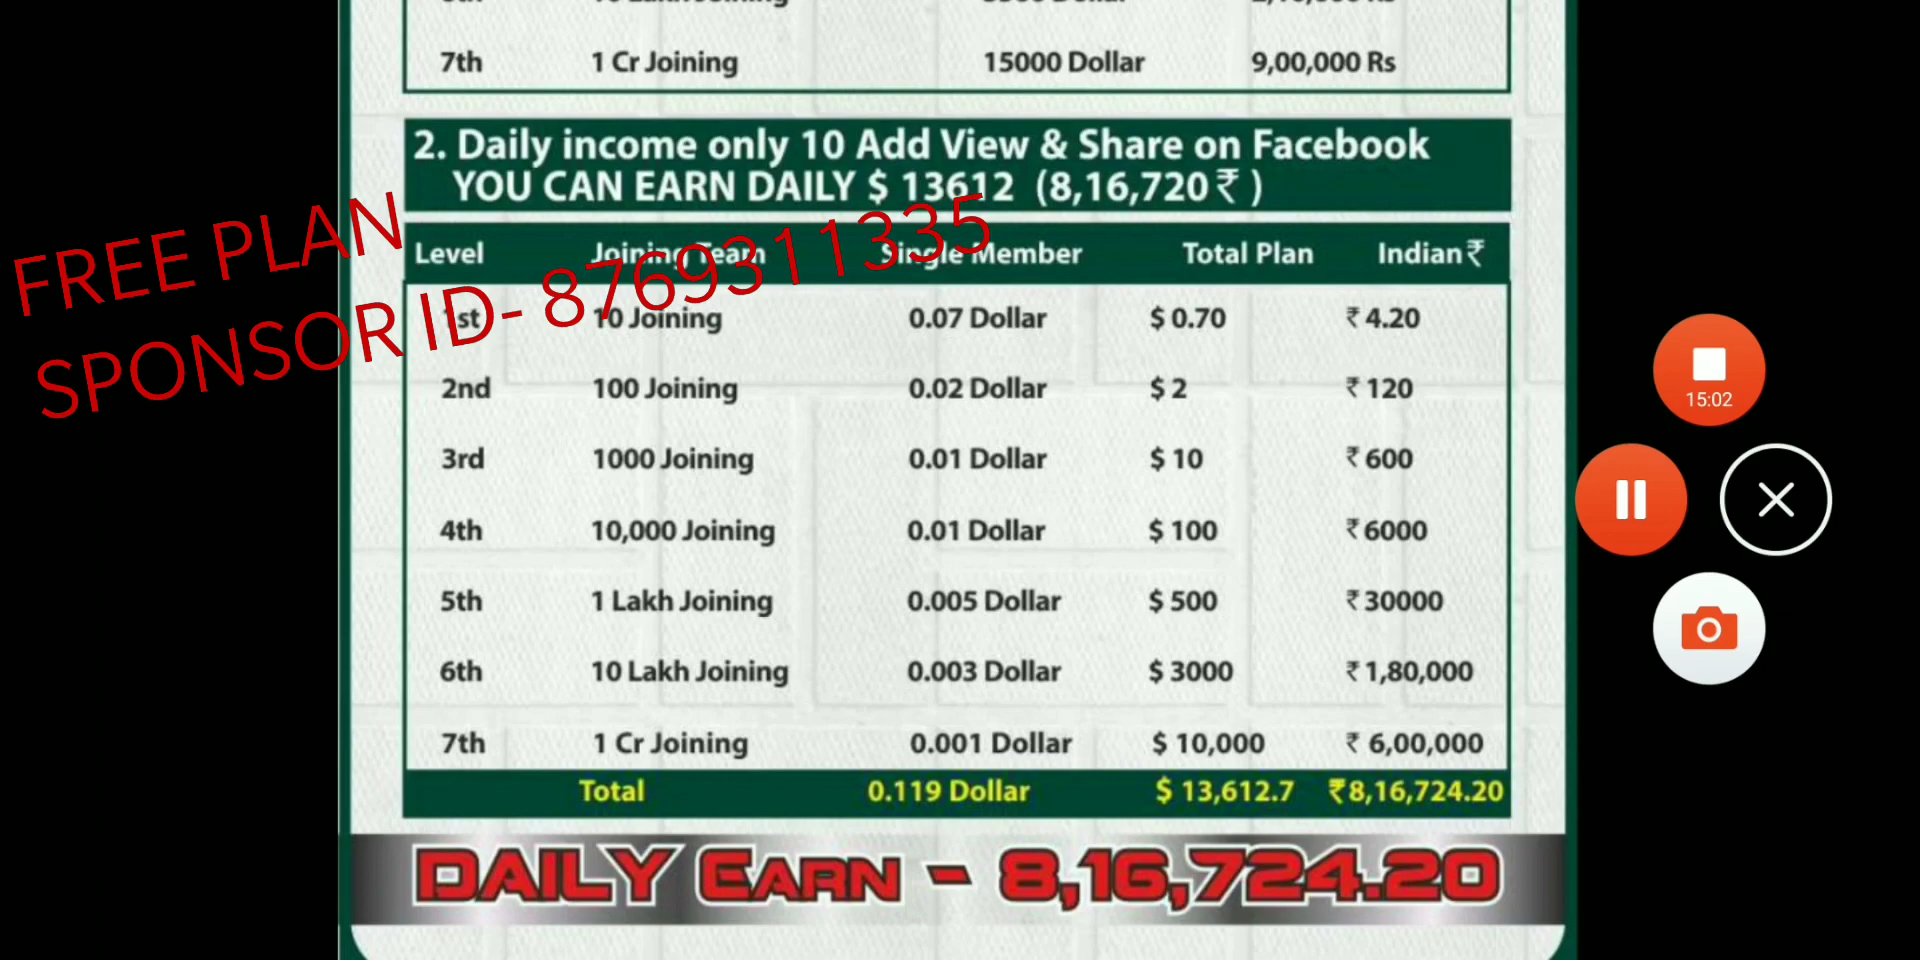 7th 1 Cr Joining 15000 Dollar 9,00,000 Rs
2. Daily income only 10 Add View & Share on Facebook
YOU CAN EARN DAILY $ 13612 (8,16,720 ₹ )
FREE PLAN
SPONSOR ID- 8769311335
Level Joining Team Single Member Total Plan Indian ₹
1st 10 Joining 0.07 Dollar $ 0.70 ₹ 4.20
2nd 100 Joining 0.02 Dollar $ 2 ₹ 120
3rd 1000 Joining 0.01 Dollar $ 10 ₹ 600
4th 10,000 Joining 0.01 Dollar $ 100 ₹ 6000
5th 1 Lakh Joining 0.005 Dollar $ 500 ₹ 30000
6th 10 Lakh Joining 0.003 Dollar $ 3000 ₹ 1,80,000
7th 1 Cr Joining 0.001 Dollar $ 10,000 ₹ 6,00,000
Total 0.119 Dollar $ 13,612.7 ₹8,16,724.20
DAILY EARN - 8,16,724.20
15:02